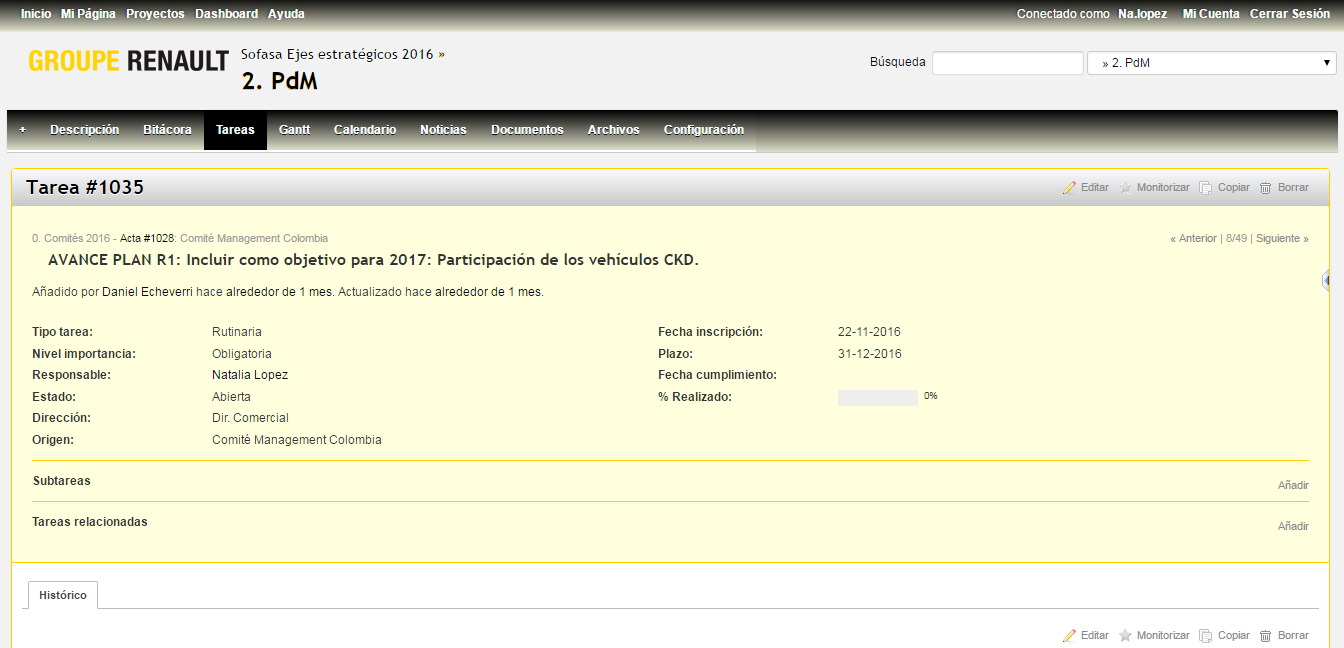 Inicio Mi Página Proyectos Dashboard Ayuda Conectado como Na.lopez Mi Cuenta Cerrar Sesión
GROUPE RENAULT Sofasa Ejes estratégicos 2016 »
2. PdM
Búsqueda » 2. PdM
+ Descripción Bitácora Tareas Gantt Calendario Noticias Documentos Archivos Configuración
Tarea #1035 Editar Monitorizar Copiar Borrar
0. Comités 2016 - Acta #1028: Comité Management Colombia « Anterior | 8/49 | Siguiente »
AVANCE PLAN R1: Incluir como objetivo para 2017: Participación de los vehículos CKD.
Añadido por Daniel Echeverri hace alrededor de 1 mes. Actualizado hace alrededor de 1 mes.
Tipo tarea: Rutinaria Fecha inscripción: 22-11-2016
Nivel importancia: Obligatoria Plazo: 31-12-2016
Responsable: Natalia Lopez Fecha cumplimiento:
Estado: Abierta % Realizado: 0%
Dirección: Dir. Comercial
Origen: Comité Management Colombia
Subtareas Añadir
Tareas relacionadas Añadir
Histórico
Editar Monitorizar Copiar Borrar